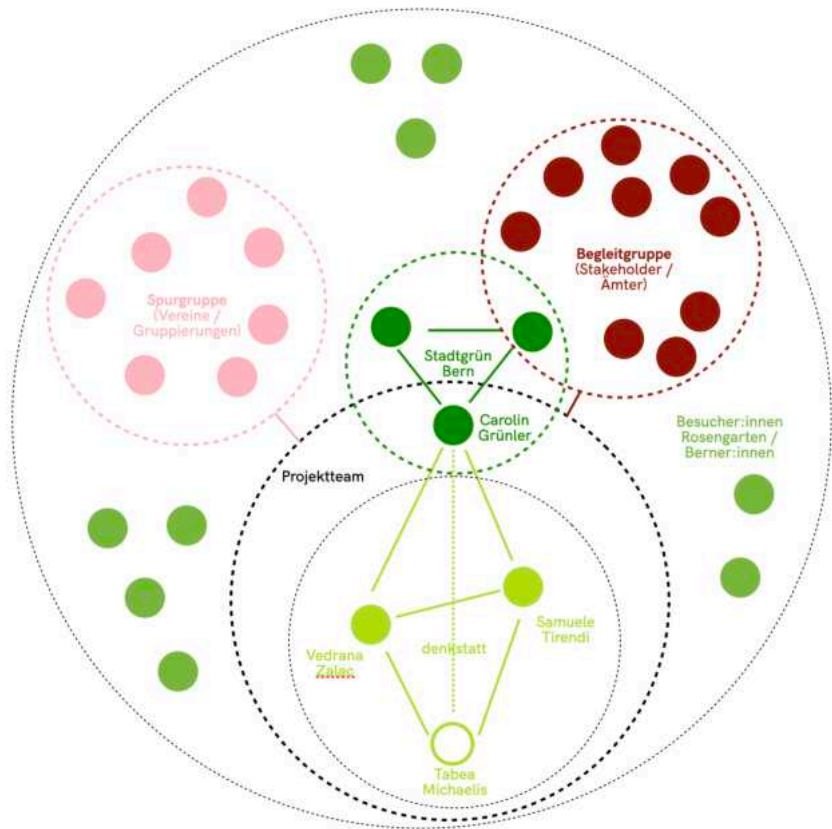 Begleitgruppe
(Stakeholder /
Ämter)
Spurgruppe
(Vereine /
Gruppierungen)
Stadtgrün
Bern
Carolin
Grünler
Besucher:innen
Rosengarten /
Berner:innen
Projektteam
Samuele
Tirendi
denkstatt
Vedrana
Zalac
Tabea
Michaelis